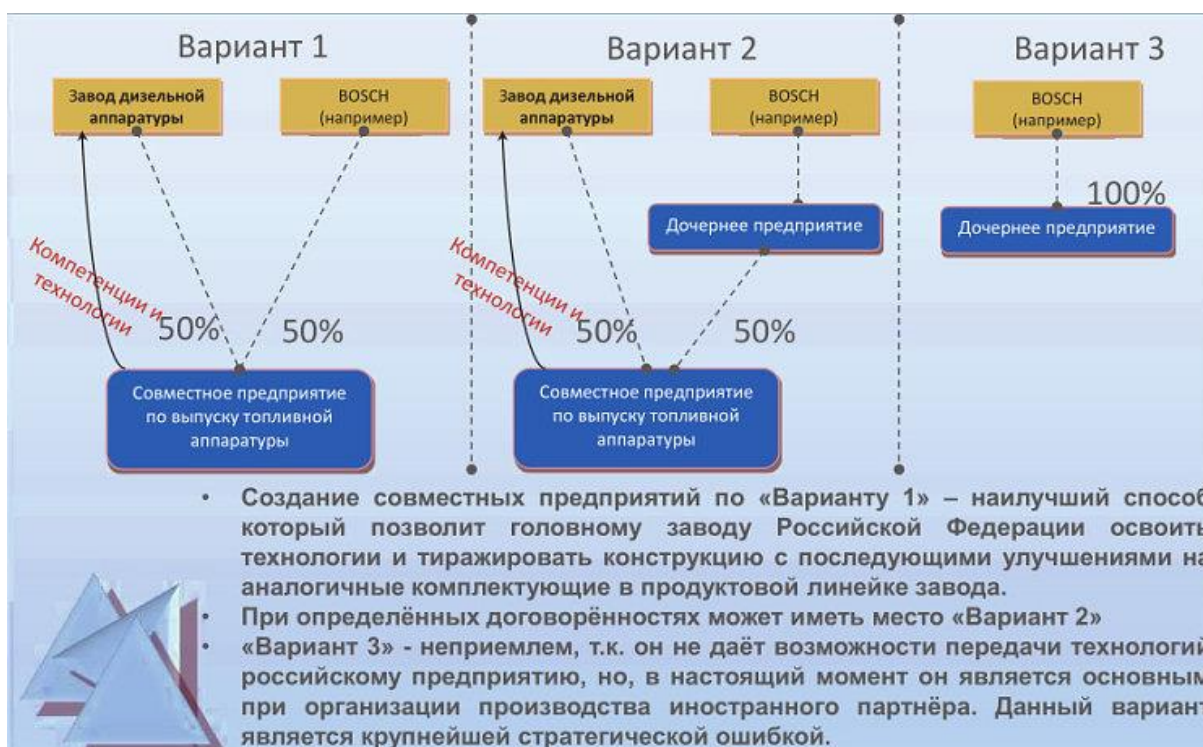 Вариант 1
Завод дизельной
аппаратуры
BOSCH
(например)
Компетенции и
технологии
50%
50%
Совместное предприятие
по выпуску топливной
аппаратуры
Вариант 2
Завод дизельной
аппаратуры
BOSCH
(например)
Дочернее предприятие
Компетенции и
технологии
50%
50%
Совместное предприятие
по выпуску топливной
аппаратуры
Вариант 3
BOSCH
(например)
100%
Дочернее предприятие
• Создание совместных предприятий по «Варианту 1» – наилучший способ
который позволит головному заводу Российской Федерации освоить
технологии и тиражировать конструкцию с последующими улучшениями на
аналогичные комплектующие в продуктовой линейке завода.
• При определённых договорённостях может иметь место «Вариант 2»
• «Вариант 3» - неприемлем, т.к. он не даёт возможности передачи технологий
российскому предприятию, но, в настоящий момент он является основным
при организации производства иностранного партнёра. Данный вариант
является крупнейшей стратегической ошибкой.